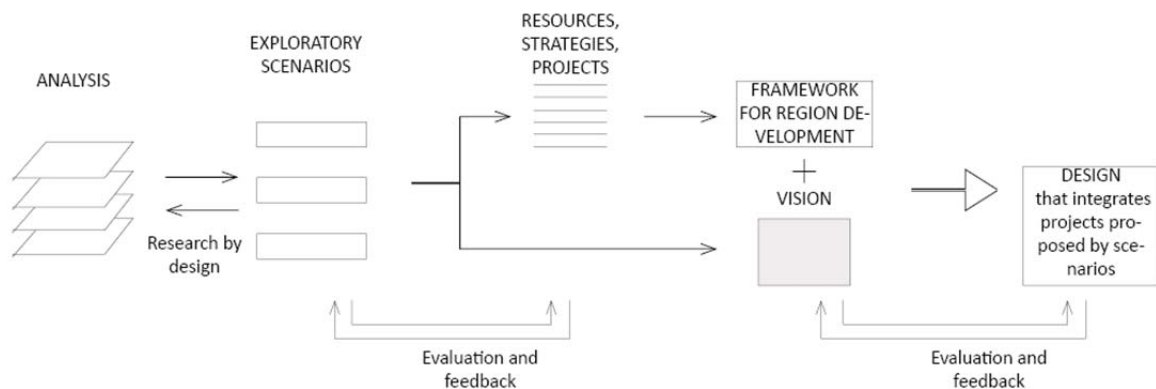 ANALYSIS
Research by
design
EXPLORATORY
SCENARIOS
RESOURCES,
STRATEGIES,
PROJECTS
FRAMEWORK
FOR REGION DE-
VELOPMENT
+
VISION
DESIGN
that integrates
projects pro-
posed by sce-
narios
Evaluation and
feedback
Evaluation and
feedback